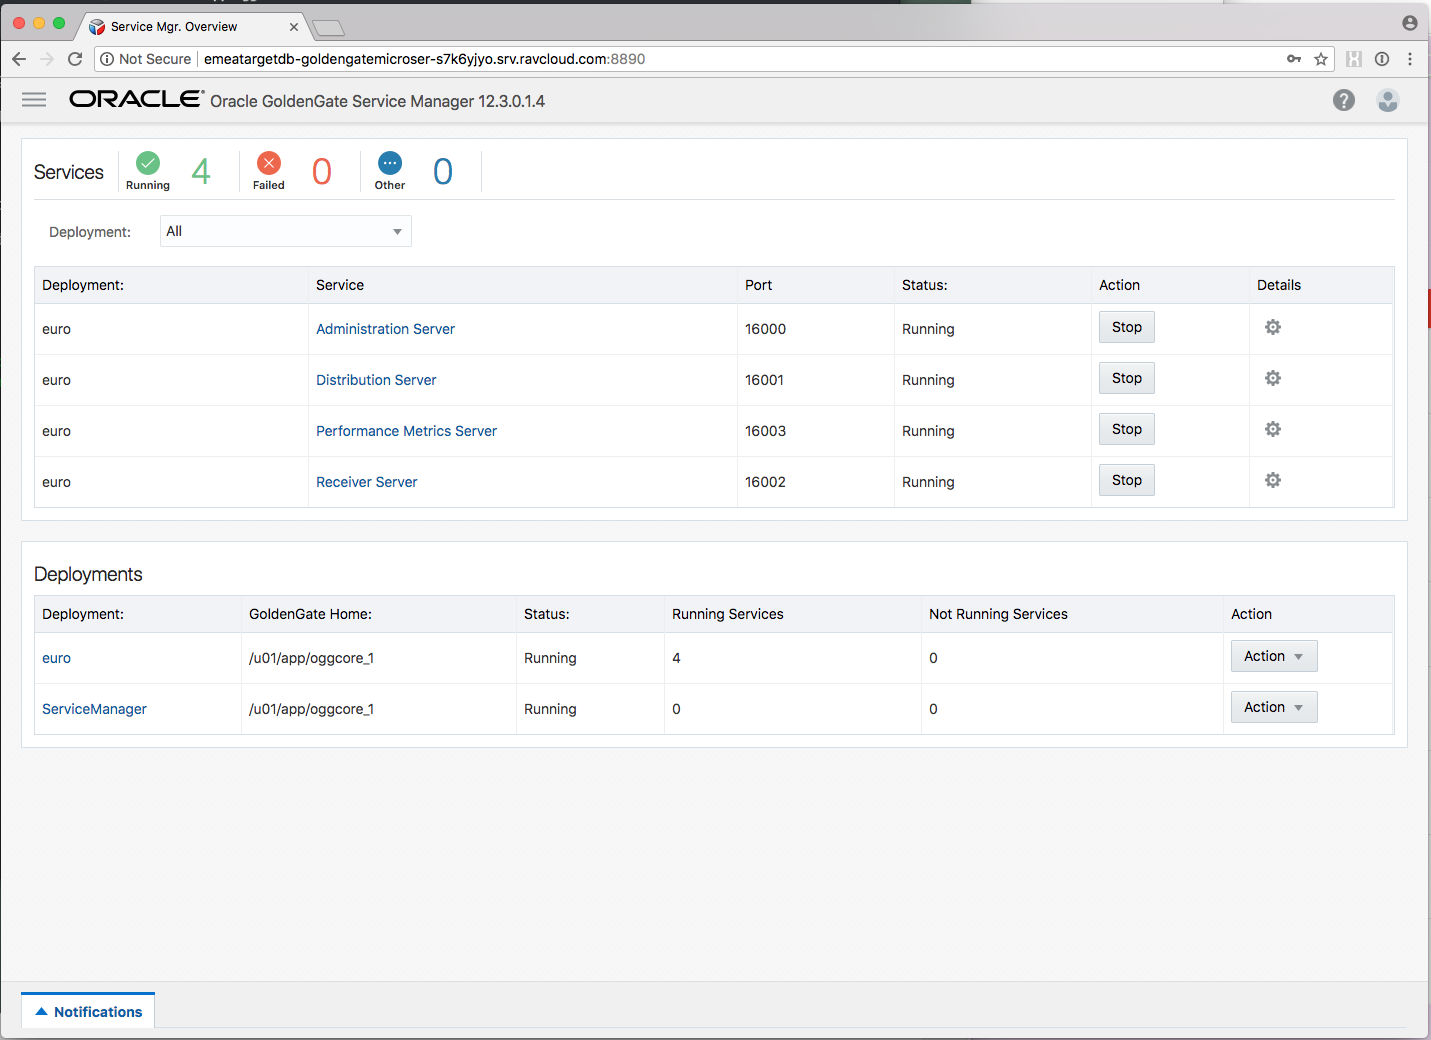 Service Mgr. Overview
Not Secure | emeatargetdb-goldengatemicroser-s7k6yjyo.srv.ravcloud.com:8890
ORACLE Oracle GoldenGate Service Manager 12.3.0.1.4
Services Running 4 Failed 0 Other 0
Deployment: All
Deployment: Service Port Status: Action Details
euro Administration Server 16000 Running Stop
euro Distribution Server 16001 Running Stop
euro Performance Metrics Server 16003 Running Stop
euro Receiver Server 16002 Running Stop
Deployments
Deployment: GoldenGate Home: Status: Running Services Not Running Services Action
euro /u01/app/oggcore_1 Running 4 0 Action
ServiceManager /u01/app/oggcore_1 Running 0 0 Action
Notifications